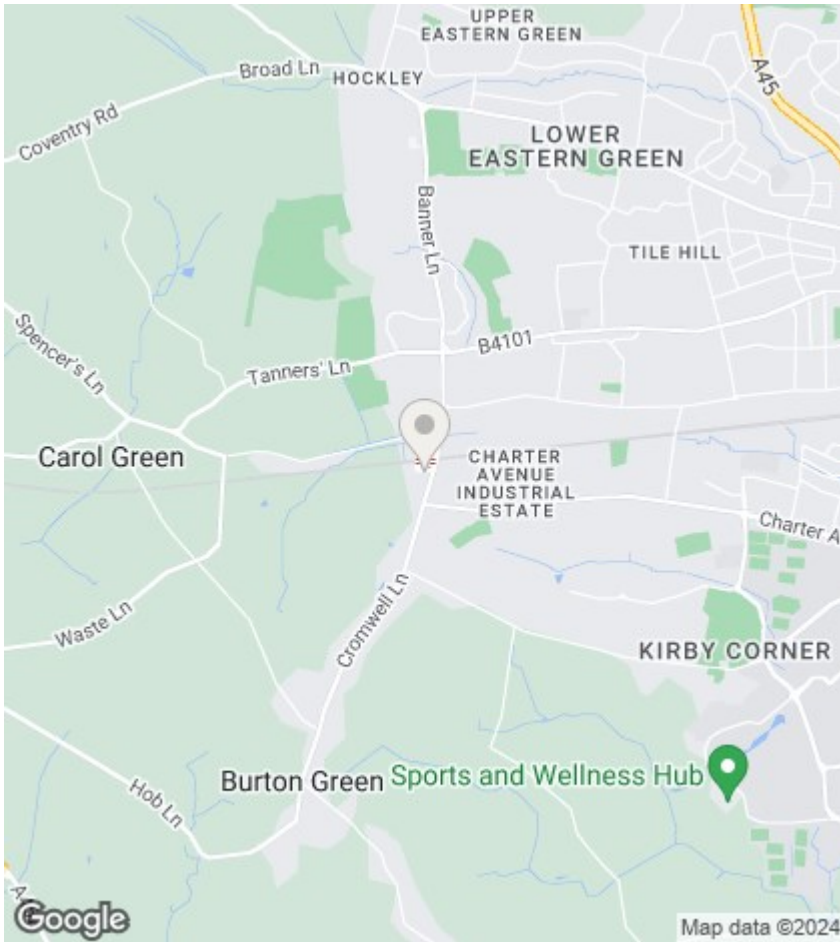 UPPER
EASTERN GREEN
Broad Ln
HOCKLEY
A45
Coventry Rd
LOWER
EASTERN GREEN
Banner Ln
TILE HILL
Spencer's Ln
B4101
Tanners' Ln
Carol Green
CHARTER
AVENUE
INDUSTRIAL
ESTATE
Charter A
Cromwell Ln
Waste Ln
KIRBY CORNER
Burton Green
Sports and Wellness Hub
Hob Ln
Google
Map data ©2024